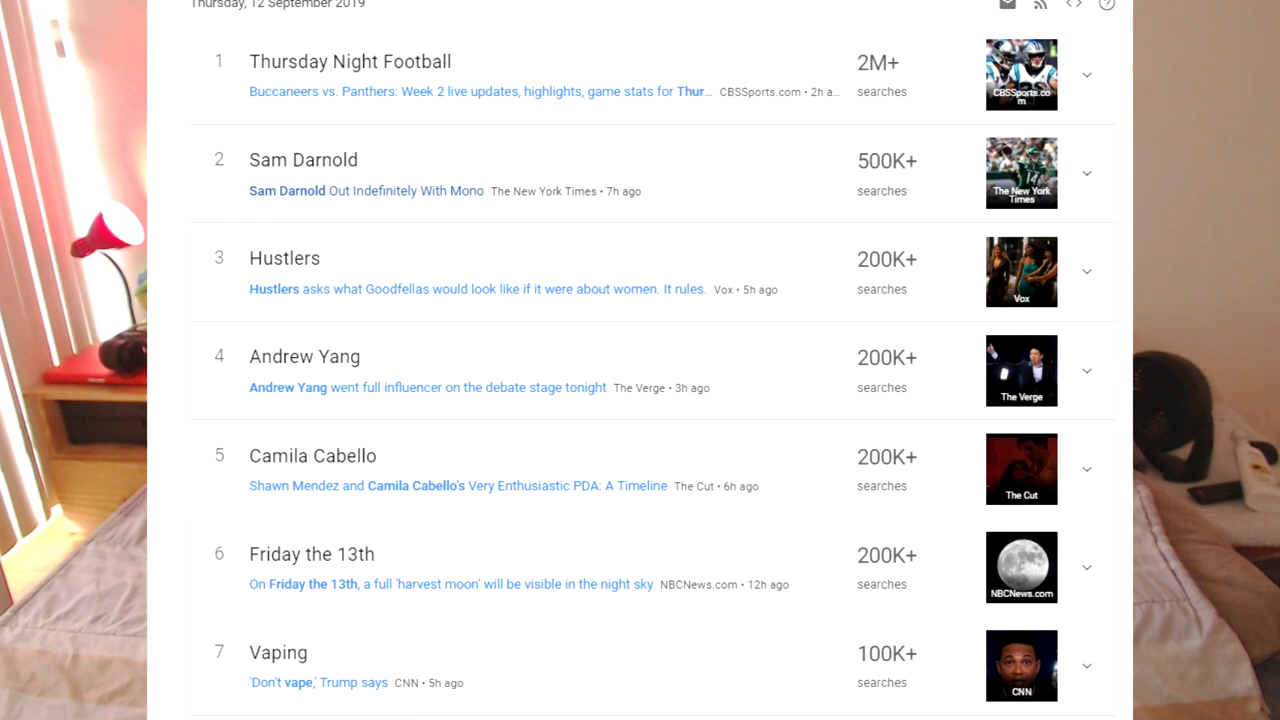 Thursday, 12 September 2019
1 Thursday Night Football 2M+
Buccaneers vs. Panthers: Week 2 live updates, highlights, game stats for Thur... CBSSports.com • 2h a... searches
CBSSports.co
m
2 Sam Darnold 500K+
Sam Darnold Out Indefinitely With Mono The New York Times • 7h ago searches
14
The New York
Times
3 Hustlers 200K+
Hustlers asks what Goodfellas would look like if it were about women. It rules. Vox • 5h ago searches
Vox
4 Andrew Yang 200K+
Andrew Yang went full influencer on the debate stage tonight The Verge • 3h ago searches
The Verge
5 Camila Cabello 200K+
Shawn Mendez and Camila Cabello's Very Enthusiastic PDA: A Timeline The Cut • 6h ago searches
The Cut
6 Friday the 13th 200K+
On Friday the 13th, a full 'harvest moon' will be visible in the night sky NBCNews.com • 12h ago searches
NBCNews.com
7 Vaping 100K+
'Don't vape,' Trump says CNN • 5h ago searches
CNN